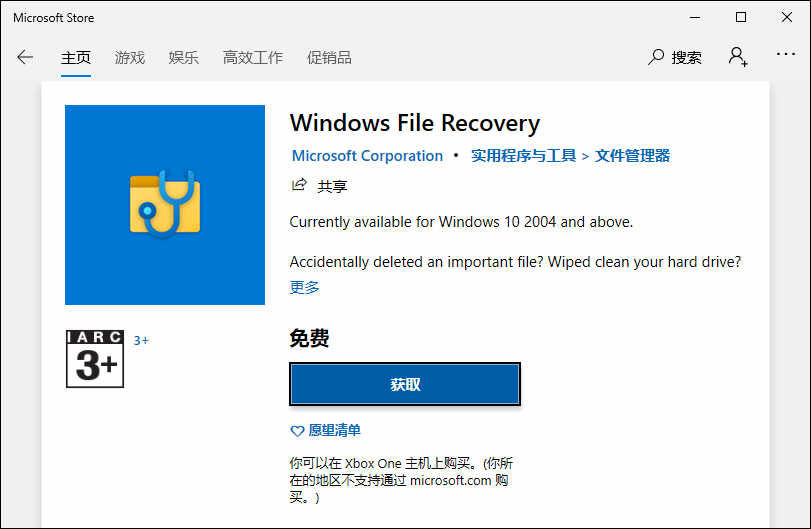 Microsoft Store
主页 游戏 娱乐 高效工作 促销品 搜索
Windows File Recovery
Microsoft Corporation • 实用程序与工具 > 文件管理器
共享
Currently available for Windows 10 2004 and above.
Accidentally deleted an important file? Wiped clean your hard drive?
更多
免费
IARC
3+
3+
获取
愿望清单
你可以在 Xbox One 主机上购买。(你所
在的地区不支持通过 microsoft.com 购
买。)